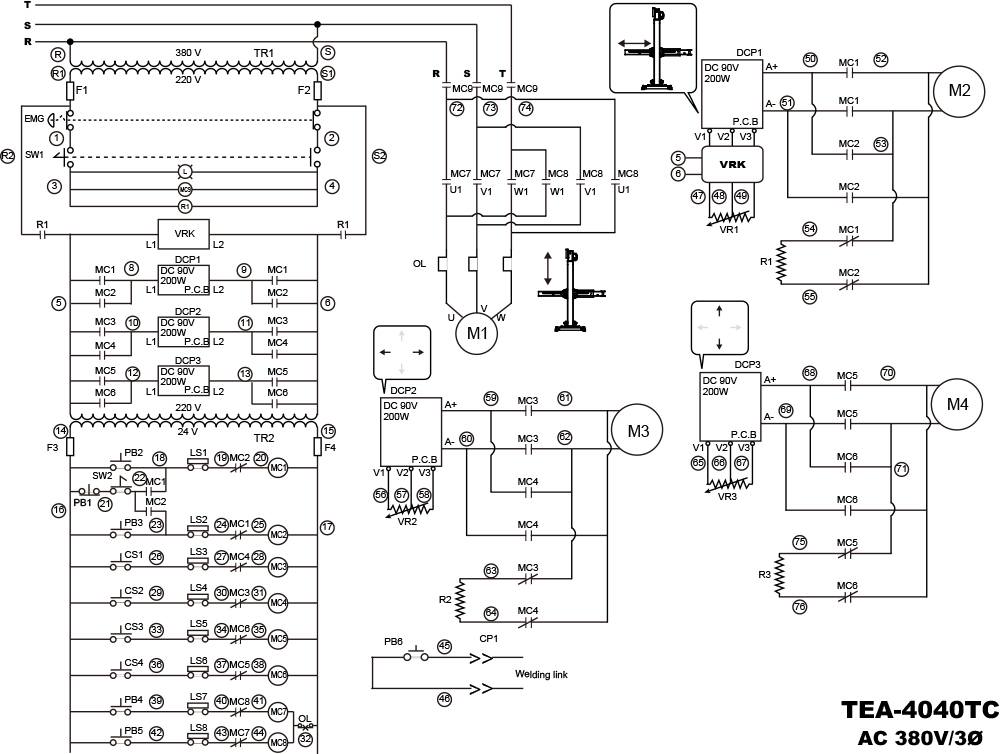 T
S
R
R 380 V TR1 S
R1 220 V S1
F1 F2
EMG
1 2
R2 SW1 S2
3 L 4
MC9
R1
R1 VRK R1
L1 L2
DCP1
MC1 8 DC 90V 9 MC1
200W
MC2 L1 P.C.B L2 MC2
5 6
DCP2
MC3 10 DC 90V 11 MC3
200W
MC4 L1 P.C.B L2 MC4
DCP3
MC5 12 DC 90V 13 MC5
200W
MC6 L1 P.C.B L2 MC6
220 V
14 24 V TR2 15
F3 F4
PB2 18 LS1 19 MC2 20 MC1
SW2 22 MC1
PB1 21 MC2
16 17
PB3 23 LS2 24 MC1 25 MC2
CS1 26 LS3 27 MC4 28 MC3
CS2 29 LS4 30 MC3 31 MC4
CS3 33 LS5 34 MC6 35 MC5
CS4 36 LS6 37 MC5 38 MC6
PB4 39 LS7 40 MC8 41 MC7
OL
32
PB5 42 LS8 43 MC7 44 MC8
R S T
MC9 MC9 MC9
72 73 74
MC7 MC7 MC7 MC8 MC8 MC8
U1 V1 W1 W1 V1 U1
OL
U V W
M1
DCP2
DC 90V
200W
P.C.B
A+
A-
V1 V2 V3
56 57 58
VR2
59 MC3 61
60 MC3 62
M3
MC4
MC4
63 MC3
R2
64 MC4
PB6 45 CP1
Welding link
46
DCP1
DC 90V
200W
P.C.B
A+
A-
V1 V2 V3
5
6
VRK
47 48 49
VR1
50 MC1 52
51 MC1
M2
MC2 53
MC2
54 MC1
R1
MC2
55
DCP3
DC 90V
200W
P.C.B
A+
A-
V1 V2 V3
65 66 67
VR3
68 MC5 70
69 MC5
M4
MC6 71
MC6
75 MC5
R3
MC6
76
TEA-4040TC
AC 380V/3Ø